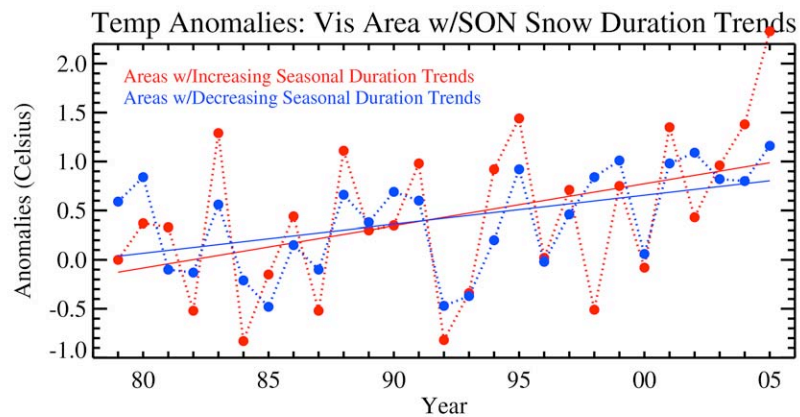 Temp Anomalies: Vis Area w/SON Snow Duration Trends
Areas w/Increasing Seasonal Duration Trends
Areas w/Decreasing Seasonal Duration Trends
Anomalies (Celsius)
2.0
1.5
1.0
0.5
0.0
-0.5
-1.0
80 85 90 95 00 05
Year